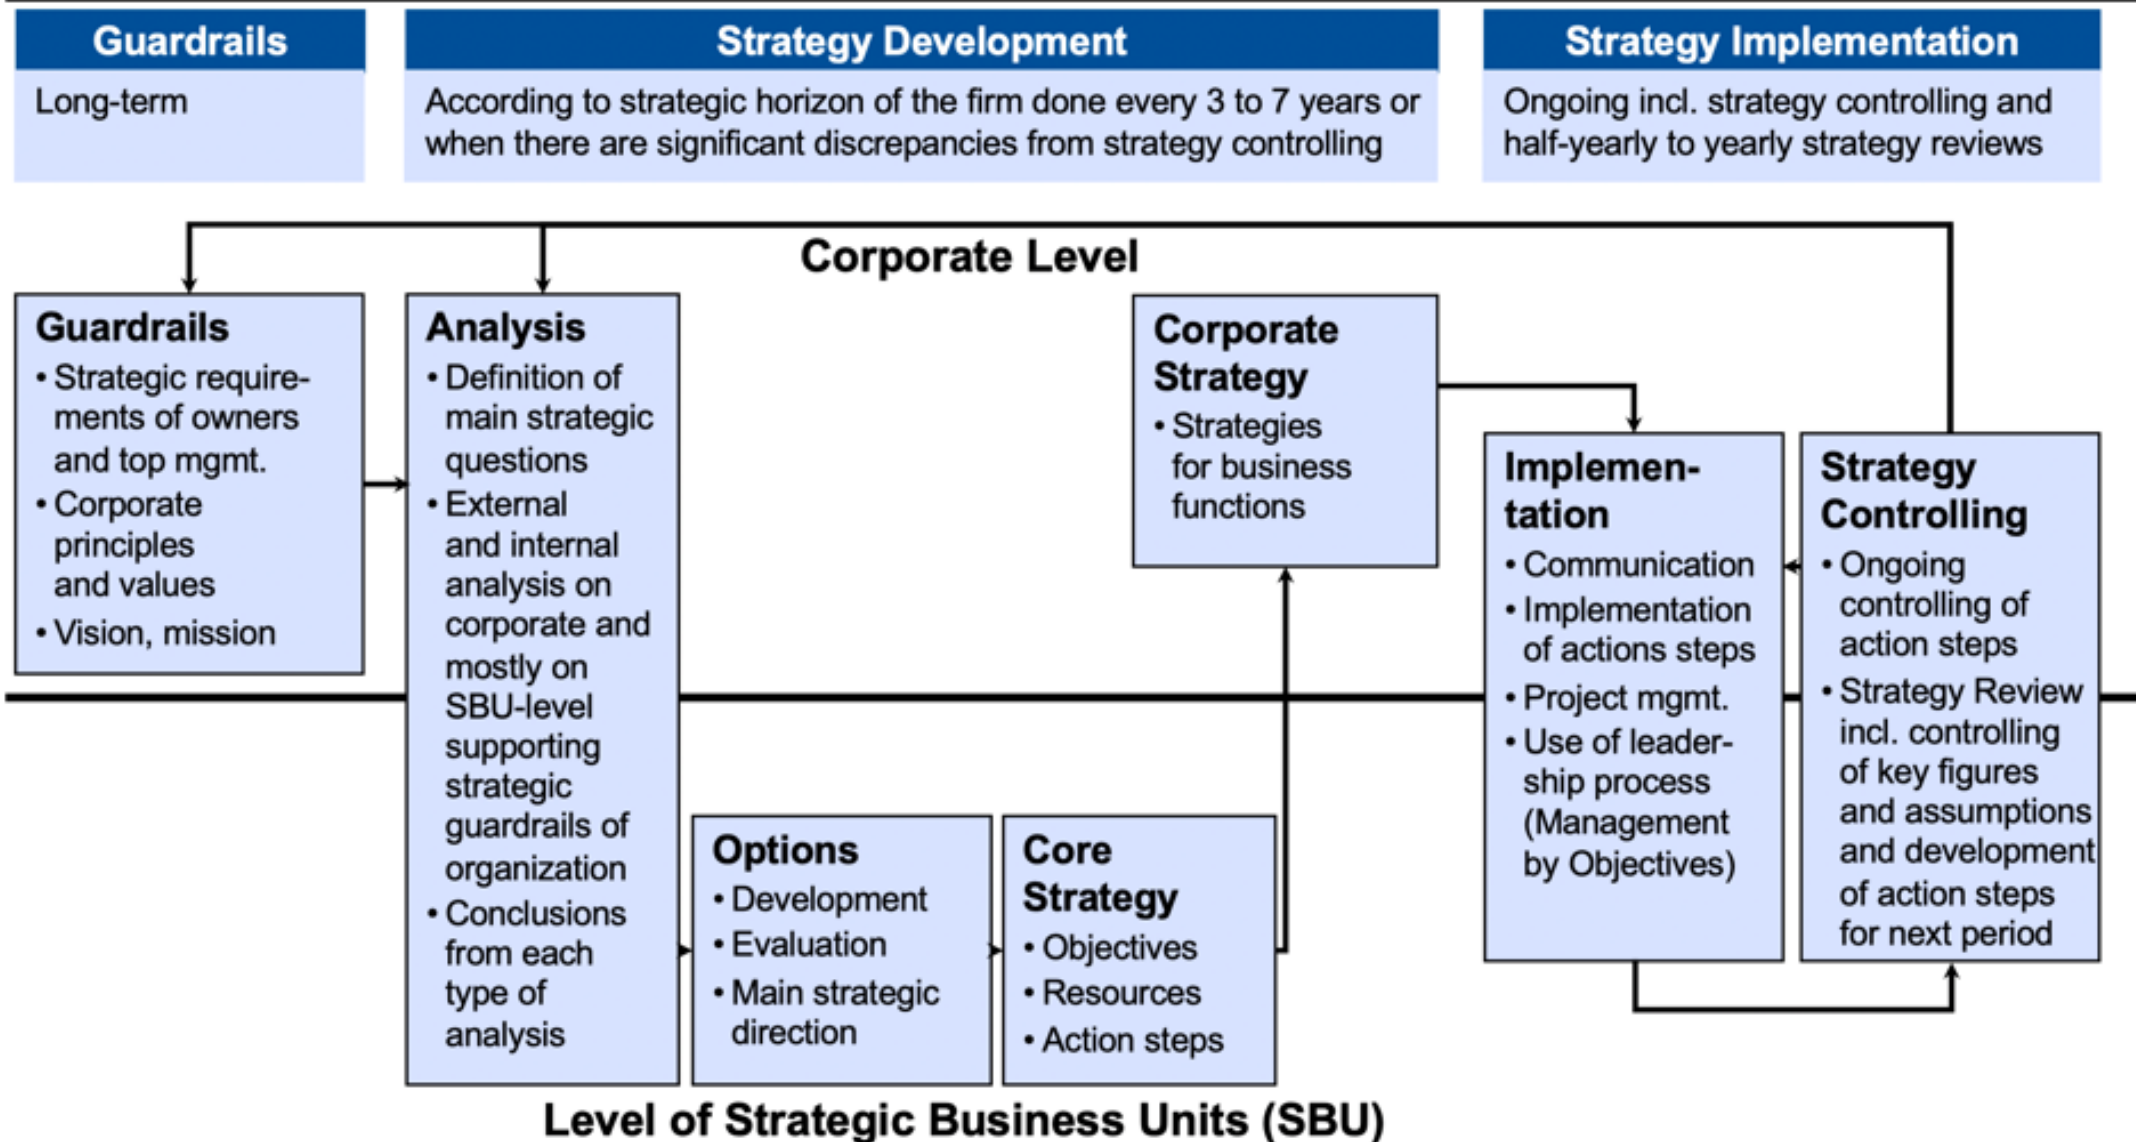 Guardrails
Long-term
Strategy Development
According to strategic horizon of the firm done every 3 to 7 years or
when there are significant discrepancies from strategy controlling
Strategy Implementation
Ongoing incl. strategy controlling and
half-yearly to yearly strategy reviews
Corporate Level
Guardrails
• Strategic require-
ments of owners
and top mgmt.
• Corporate
principles
and values
• Vision, mission
Analysis
• Definition of
main strategic
questions
• External
and internal
analysis on
corporate and
mostly on
SBU-level
supporting
strategic
guardrails of
organization
• Conclusions
from each
type of
analysis
Options
• Development
• Evaluation
• Main strategic
direction
Core
Strategy
• Objectives
• Resources
• Action steps
Corporate
Strategy
• Strategies
for business
functions
Implemen-
tation
• Communication
• Implementation
of actions steps
• Project mgmt.
• Use of leader-
ship process
(Management
by Objectives)
Strategy
Controlling
• Ongoing
controlling of
action steps
• Strategy Review
incl. controlling
of key figures
and assumptions
and development
of action steps
for next period
Level of Strategic Business Units (SBU)